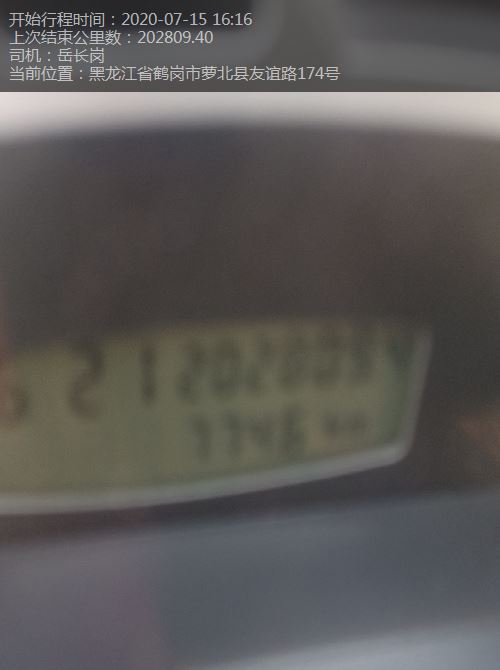 开始行程时间：2020-07-15 16:16
上次结束公里数：202809.40
司机：岳长岗
当前位置：黑龙江省鹤岗市萝北县友谊路174号